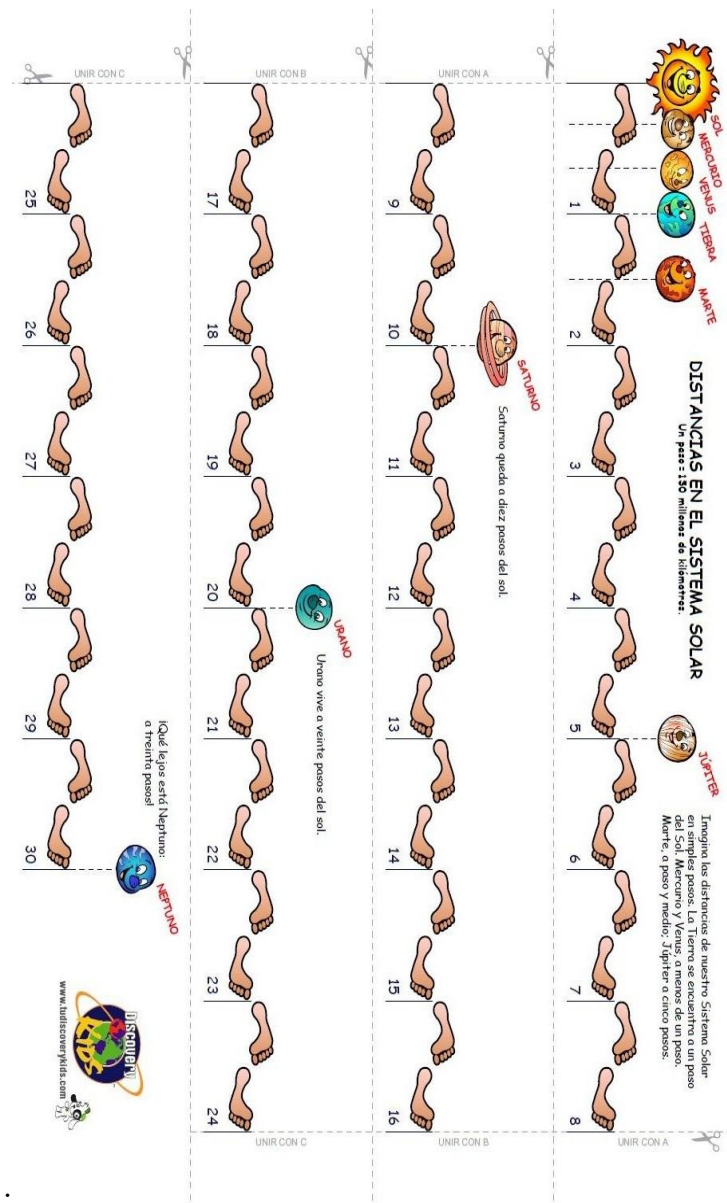 DISTANCIAS EN EL SISTEMA SOLAR
Un paso = 150 millones de kilómetros.
Imagina las distancias de nuestro Sistema Solar
en simples pasos. La Tierra se encuentra a un paso
del Sol. Mercurio y Venus, a menos de un paso.
Marte, a paso y medio; Júpiter a cinco pasos.
SOL
MERCURIO
VENUS
TIERRA
MARTE
JÚPITER
1 2 3 4 5 6 7 8
UNIR CON A
UNIR CON A
SATURNO
Saturno queda a diez pasos del sol.
9 10 11 12 13 14 15 16
UNIR CON B
UNIR CON B
URANO
Urano vive a veinte pasos del sol.
17 18 19 20 21 22 23 24
UNIR CON C
UNIR CON C
¡Qué lejos está Neptuno:
a treinta pasos!
NEPTUNO
25 26 27 28 29 30
DISCOVERY
KIDS
www.tudiscoverykids.com